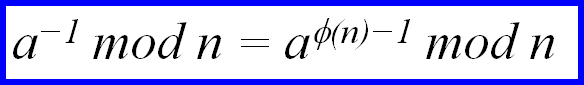 a⁻¹ mod n = a^ϕ(n)−1 mod n